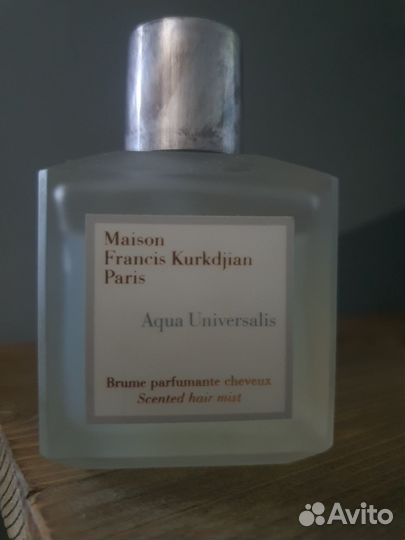 Maison
Francis Kurkdjian
Paris
Aqua Universalis
Brume parfumante cheveux
Scented hair mist
Avito